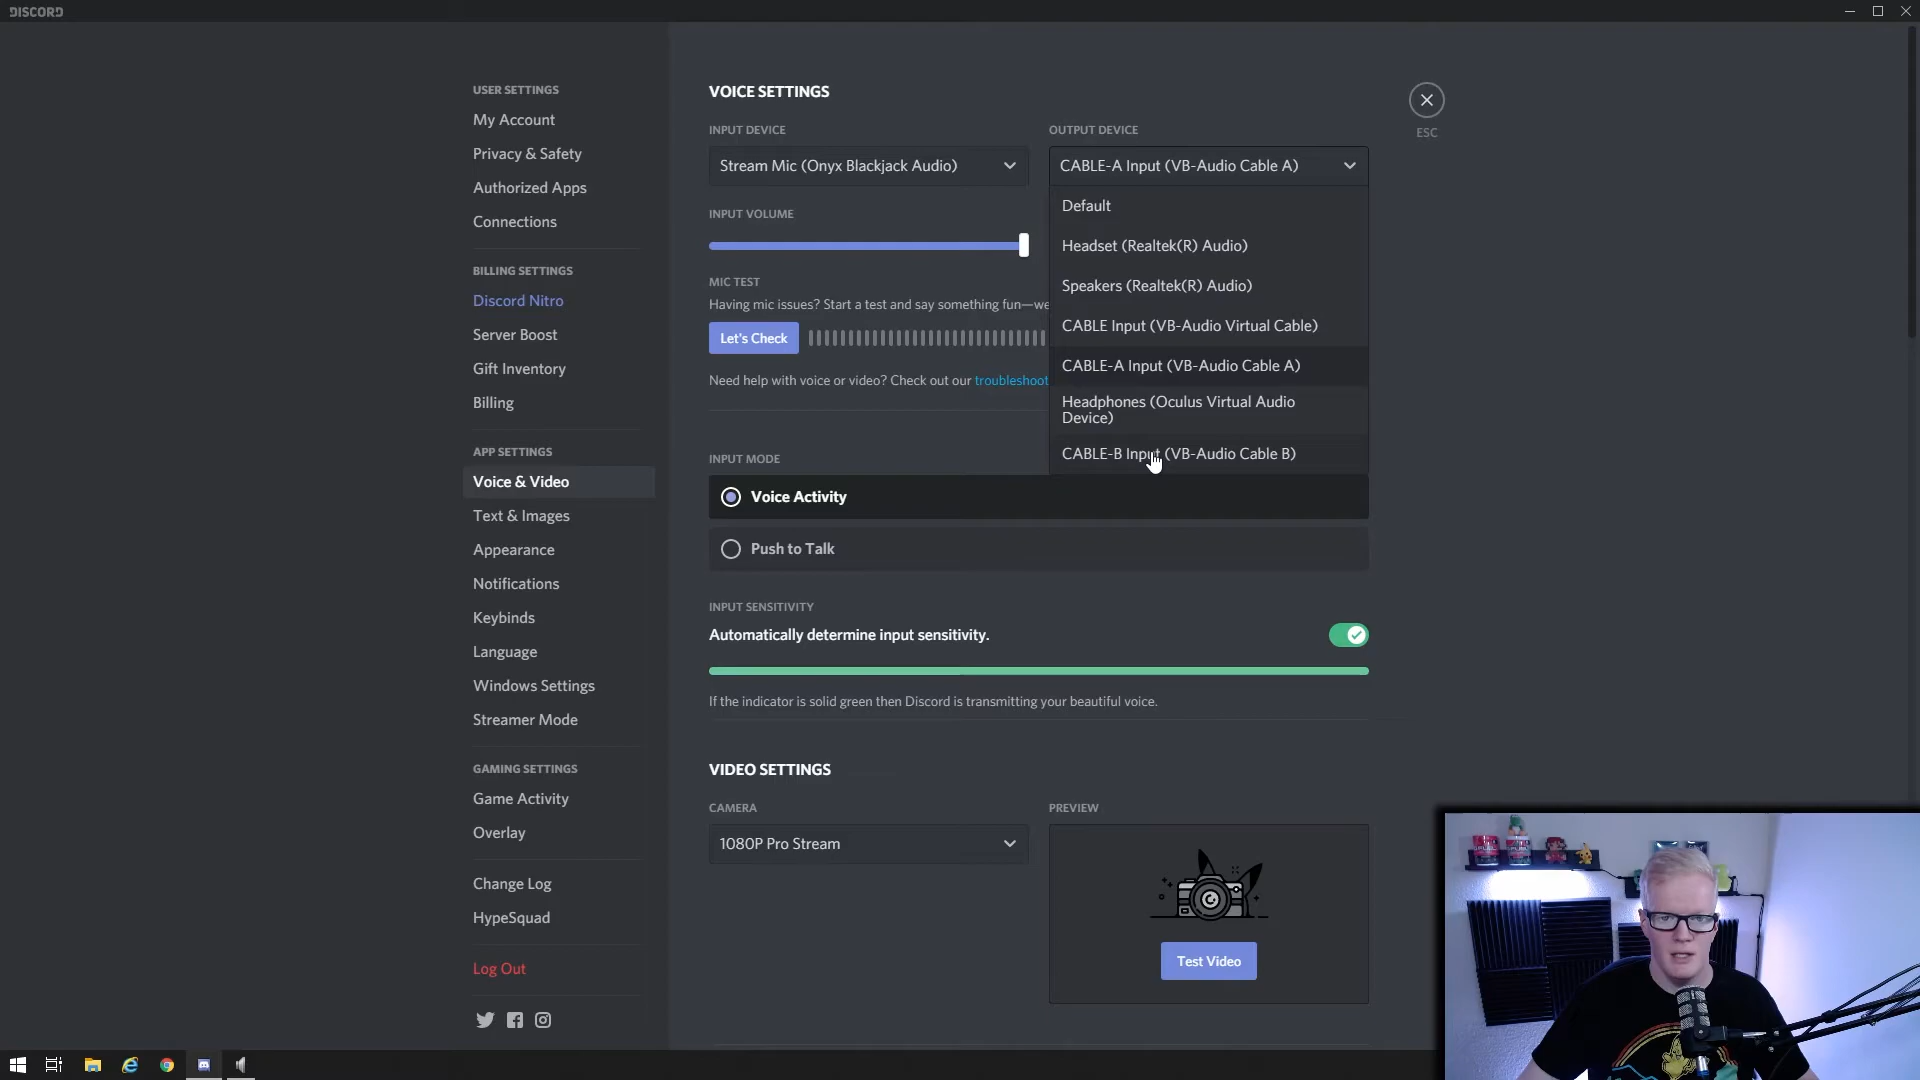 DISCORD
USER SETTINGS
My Account
Privacy & Safety
Authorized Apps
Connections
BILLING SETTINGS
Discord Nitro
Server Boost
Gift Inventory
Billing
APP SETTINGS
Voice & Video
Text & Images
Appearance
Notifications
Keybinds
Language
Windows Settings
Streamer Mode
GAMING SETTINGS
Game Activity
Overlay
Change Log
HypeSquad
Log Out
VOICE SETTINGS
INPUT DEVICE
Stream Mic (Onyx Blackjack Audio)
INPUT VOLUME
MIC TEST
Having mic issues? Start a test and say something fun—we
Let's Check
Need help with voice or video? Check out our troubleshoot
OUTPUT DEVICE
CABLE-A Input (VB-Audio Cable A)
Default
Headset (Realtek(R) Audio)
Speakers (Realtek(R) Audio)
CABLE Input (VB-Audio Virtual Cable)
CABLE-A Input (VB-Audio Cable A)
Headphones (Oculus Virtual Audio
Device)
CABLE-B Input (VB-Audio Cable B)
ESC
INPUT MODE
Voice Activity
Push to Talk
INPUT SENSITIVITY
Automatically determine input sensitivity.
If the indicator is solid green then Discord is transmitting your beautiful voice.
VIDEO SETTINGS
CAMERA
1080P Pro Stream
PREVIEW
Test Video